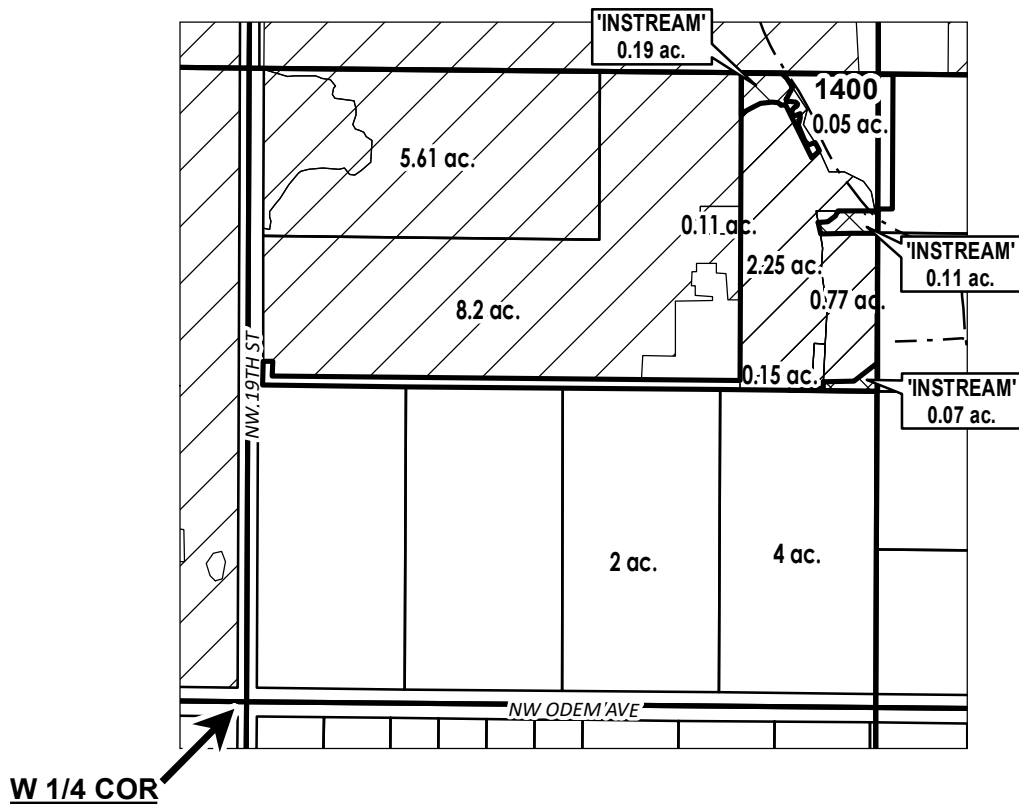 'INSTREAM'
0.19 ac.
1400
0.05 ac.
5.61 ac.
0.11 ac.
'INSTREAM'
0.11 ac.
2.25 ac.
0.77 ac.
8.2 ac.
0.15 ac.
'INSTREAM'
0.07 ac.
NW 19TH ST
2 ac.
4 ac.
NW ODEM AVE
W 1/4 COR